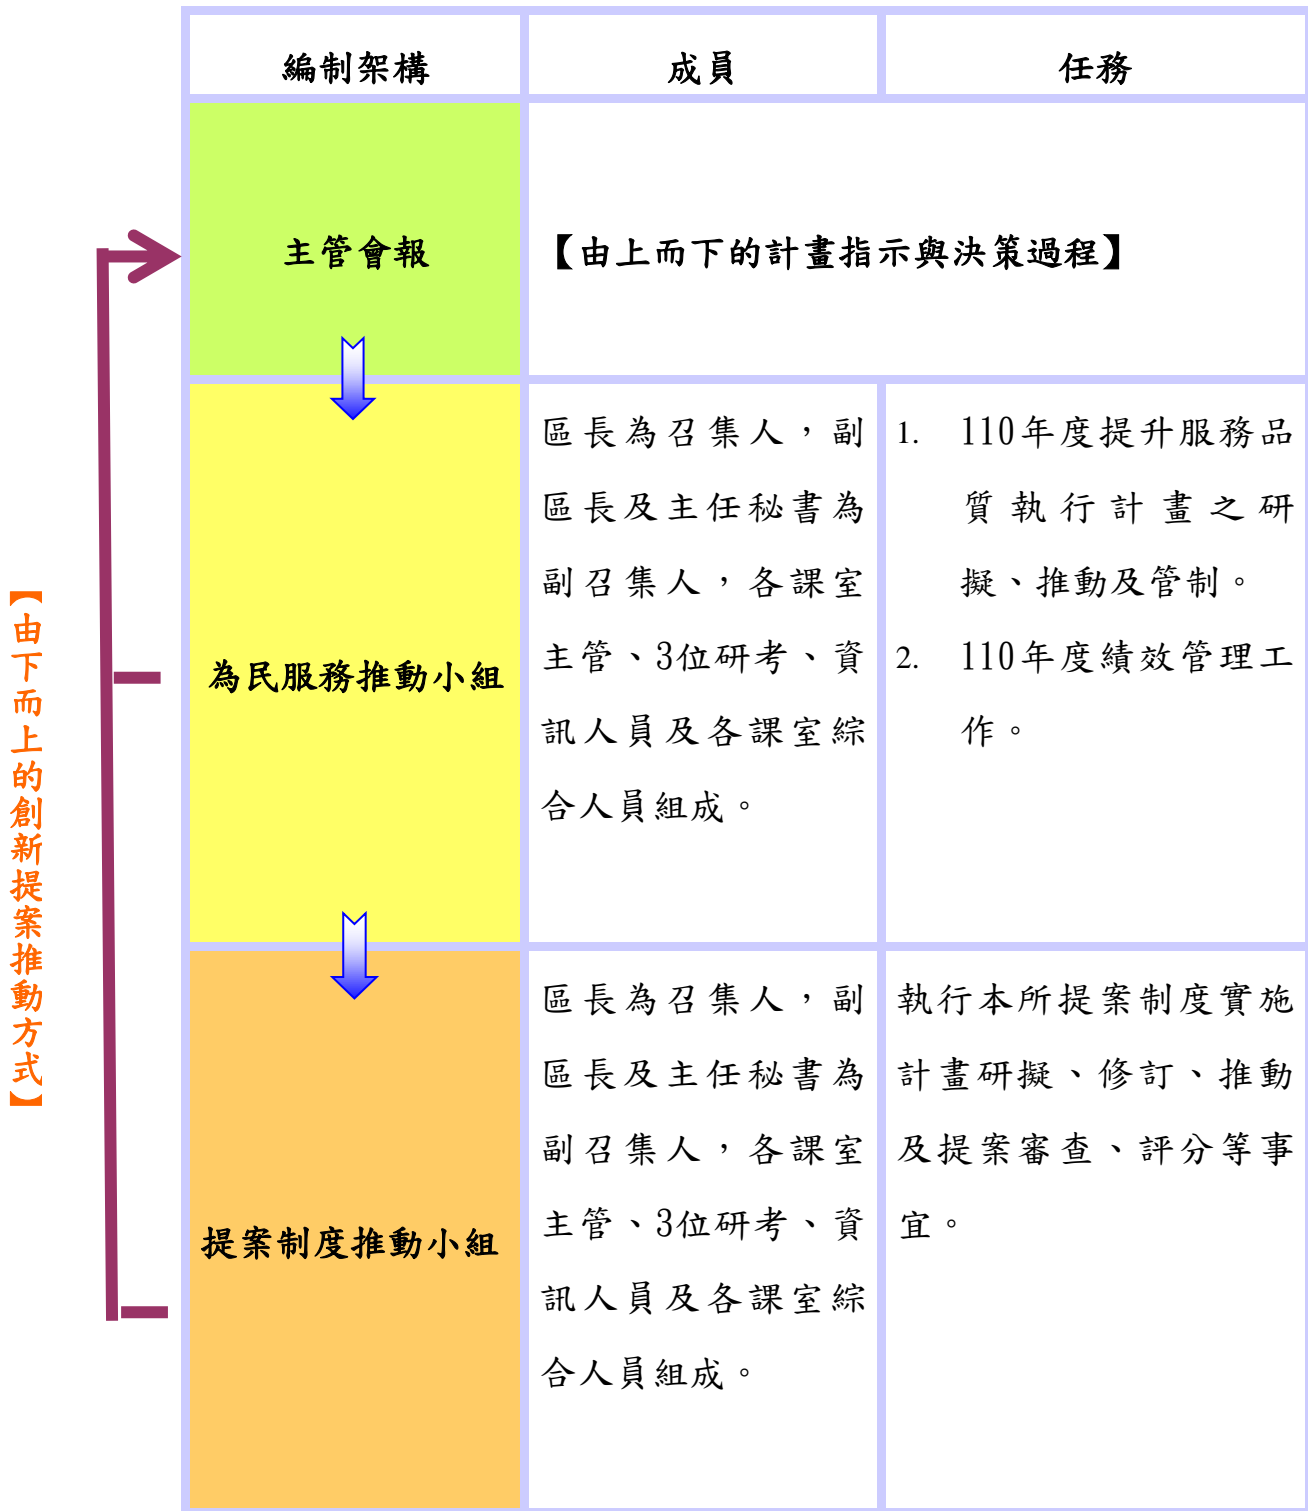 編制架構
成員
任務
主管會報
【由上而下的計畫指示與決策過程】
為民服務推動小組
區長為召集人，副
區長及主任秘書為
副召集人，各課室
主管、3位研考、資
訊人員及各課室綜
合人員組成。
1. 110年度提升服務品
質執行計畫之研
擬、推動及管制。
2. 110年度績效管理工
作。
提案制度推動小組
區長為召集人，副
區長及主任秘書為
副召集人，各課室
主管、3位研考、資
訊人員及各課室綜
合人員組成。
執行本所提案制度實施
計畫研擬、修訂、推動
及提案審查、評分等事
宜。
【由下而上的創新提案推動方式】